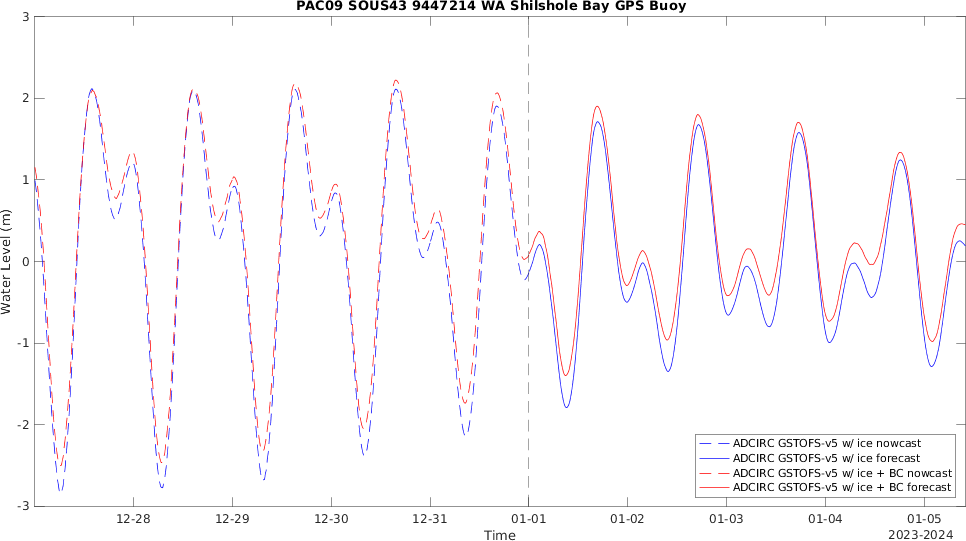 PAC09 SOUS43 9447214 WA Shilshole Bay GPS Buoy
3
2
1
0
-1
-2
-3
Water Level (m)
12-28 12-29 12-30 12-31 01-01 01-02 01-03 01-04 01-05
Time
2023-2024
ADCIRC GSTOFS-v5 w/ ice nowcast
ADCIRC GSTOFS-v5 w/ ice forecast
ADCIRC GSTOFS-v5 w/ ice + BC nowcast
ADCIRC GSTOFS-v5 w/ ice + BC forecast